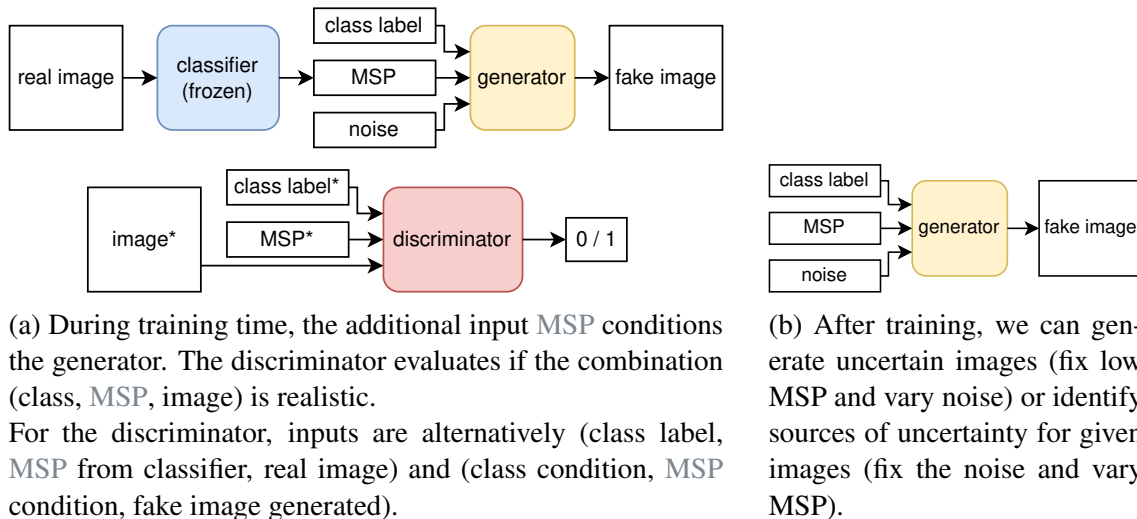 class label
real image
classifier
(frozen)
MSP
generator
fake image
noise
class label*
image*
MSP*
discriminator
0 / 1
(a) During training time, the additional input MSP conditions
the generator. The discriminator evaluates if the combination
(class, MSP, image) is realistic.
For the discriminator, inputs are alternatively (class label,
MSP from classifier, real image) and (class condition, MSP
condition, fake image generated).
class label
MSP
generator
fake image
noise
(b) After training, we can gen-
erate uncertain images (fix low
MSP and vary noise) or identify
sources of uncertainty for given
images (fix the noise and vary
MSP).